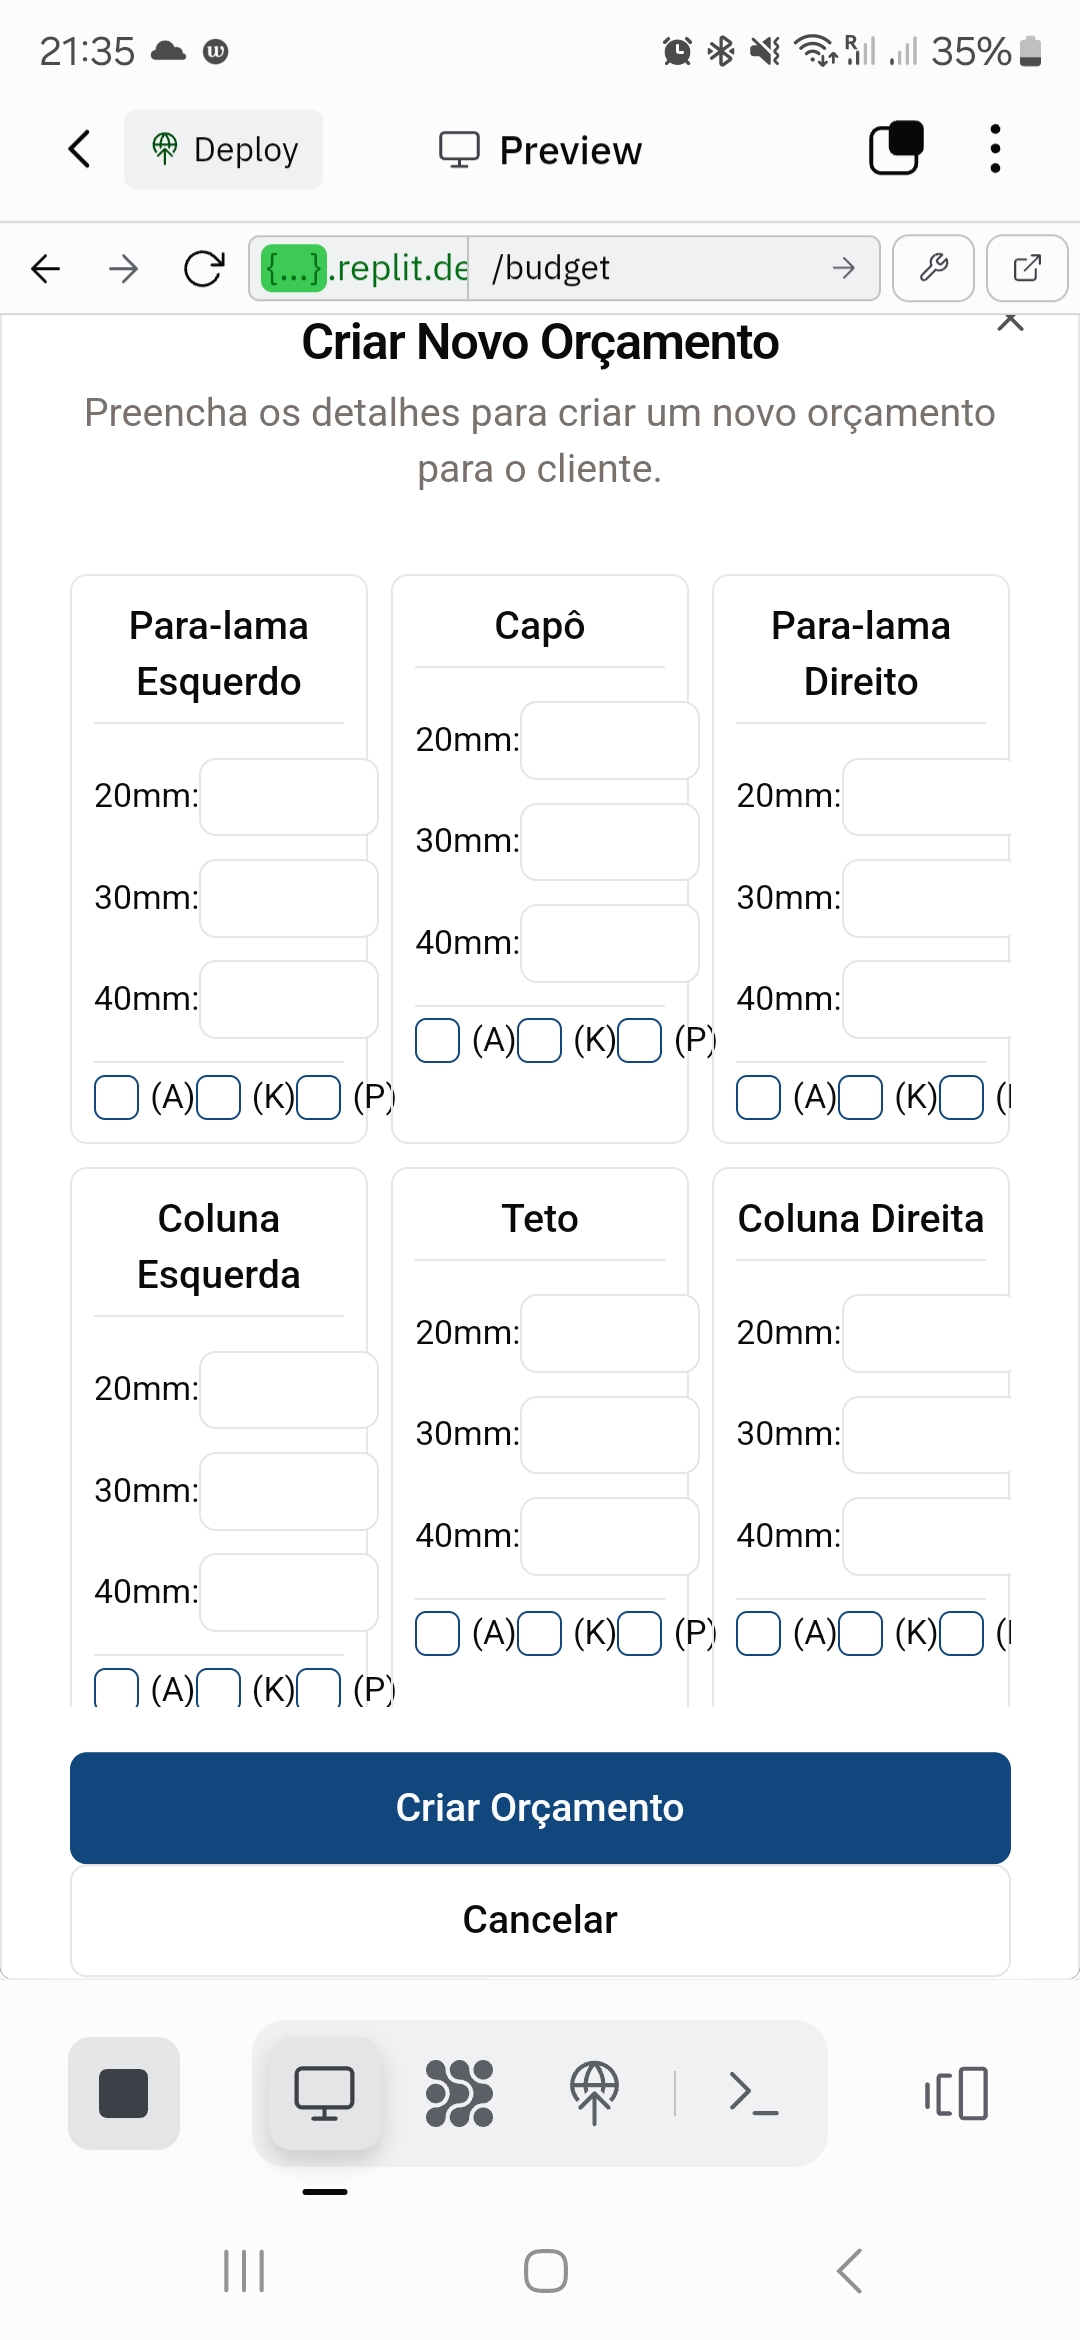 21:35
35%
Deploy
Preview
{...}.replit.de
/budget
Criar Novo Orçamento
Preencha os detalhes para criar um novo orçamento
para o cliente.
Para-lama
Esquerdo
20mm:
30mm:
40mm:
(A) (K) (P)
Capô
20mm:
30mm:
40mm:
(A) (K) (P)
Para-lama
Direito
20mm:
30mm:
40mm:
(A) (K)
Coluna
Esquerda
20mm:
30mm:
40mm:
(A) (K) (P)
Teto
20mm:
30mm:
40mm:
(A) (K) (P)
Coluna Direita
20mm:
30mm:
40mm:
(A) (K)
Criar Orçamento
Cancelar